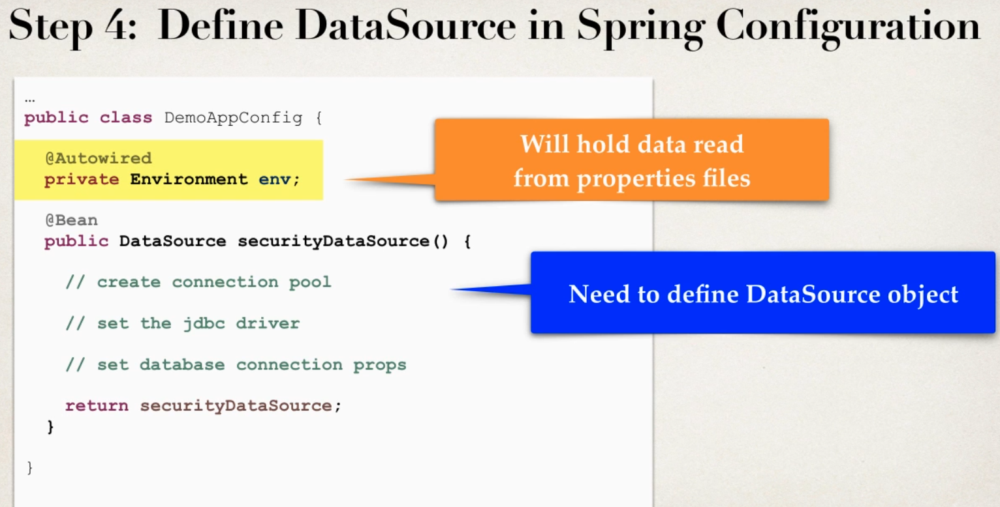 Step 4: Define DataSource in Spring Configuration
…
public class DemoAppConfig {
@Autowired
private Environment env;
Will hold data read
from properties files
@Bean
public DataSource securityDataSource() {
// create connection pool
Need to define DataSource object
// set the jdbc driver
// set database connection props
return securityDataSource;
}
}